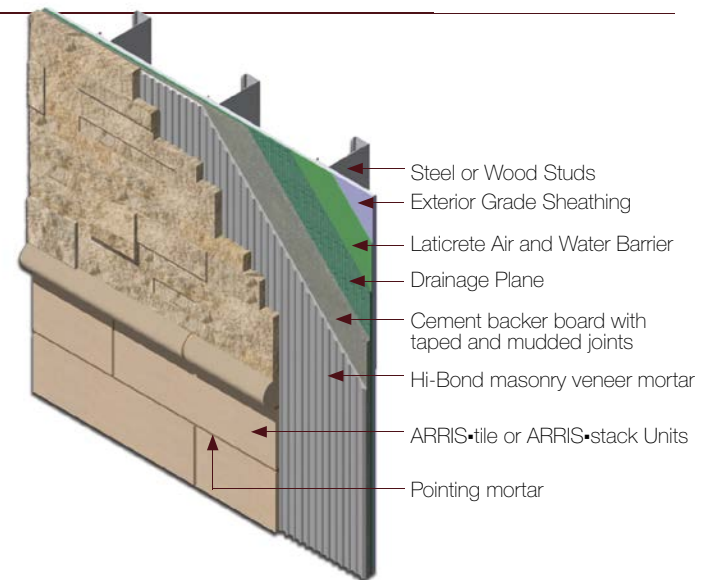 Steel or Wood Studs
Exterior Grade Sheathing
Laticrete Air and Water Barrier
Drainage Plane
Cement backer board with
taped and mudded joints
Hi-Bond masonry veneer mortar
ARRIS▪tile or ARRIS▪stack Units
Pointing mortar